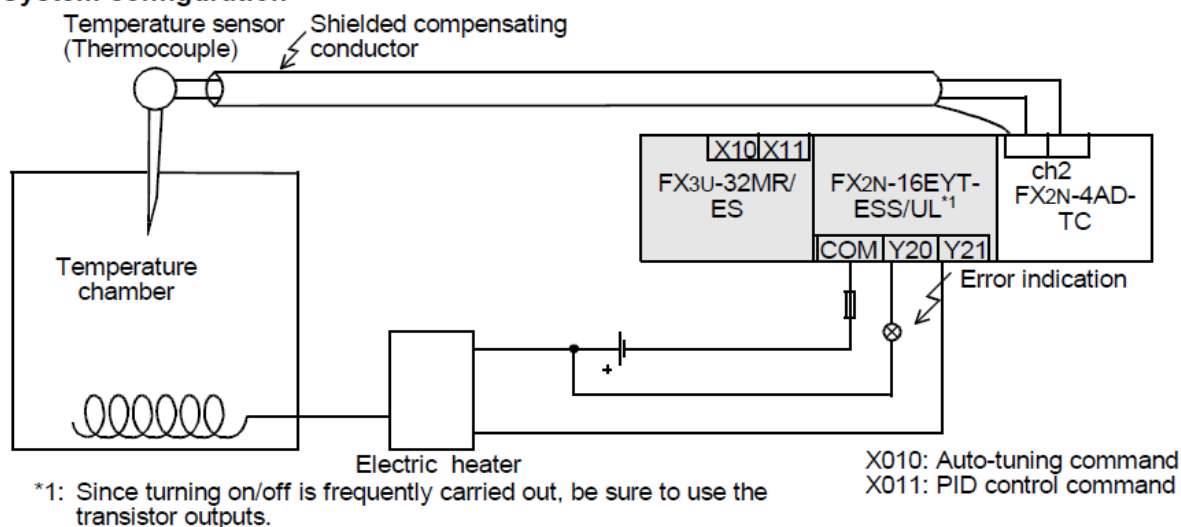 Temperature sensor
(Thermocouple)
Shielded compensating
conductor
X10 X11
FX3U-32MR/
ES
FX2N-16EYT-
ESS/UL*1
ch2
FX2N-4AD-
TC
COM Y20 Y21
Temperature
chamber
Error indication
+
Electric heater
X010: Auto-tuning command
X011: PID control command
*1: Since turning on/off is frequently carried out, be sure to use the
transistor outputs.